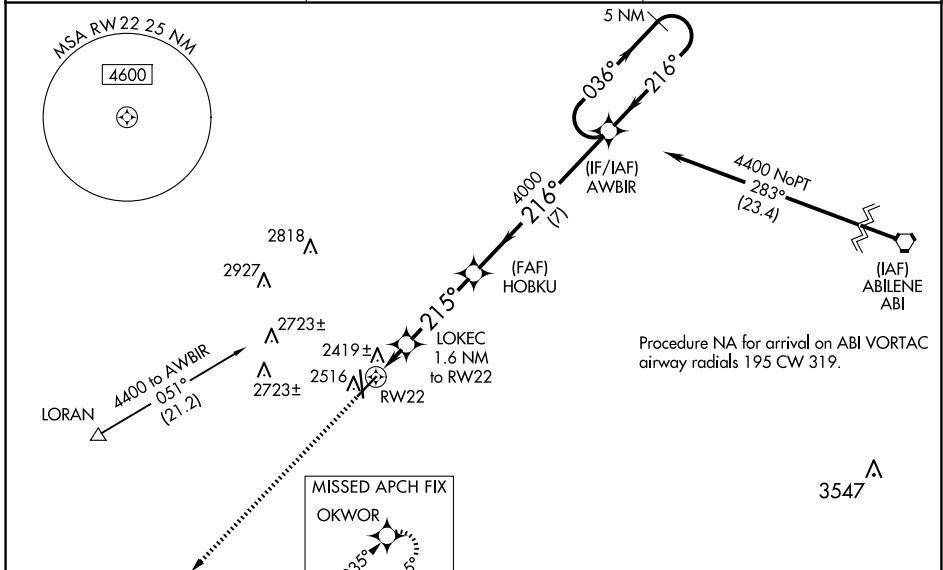 MSA RW 22 25 NM
4600
5 NM
036°
216°
(IF/IAF)
AWBIR
4400 NoPT
283°
(23.4)
(IAF)
ABILENE
ABI
4000
216°
(7)
(FAF)
HOBKU
2818
2927
215°
LOKEC
1.6 NM
to RW22
Procedure NA for arrival on ABI VORTAC
airway radials 195 CW 319.
2723±
2419±
2723±
2516
RW22
4400 to AWBIR
051°
(21.2)
LORAN
3547
MISSED APCH FIX
OKWOR